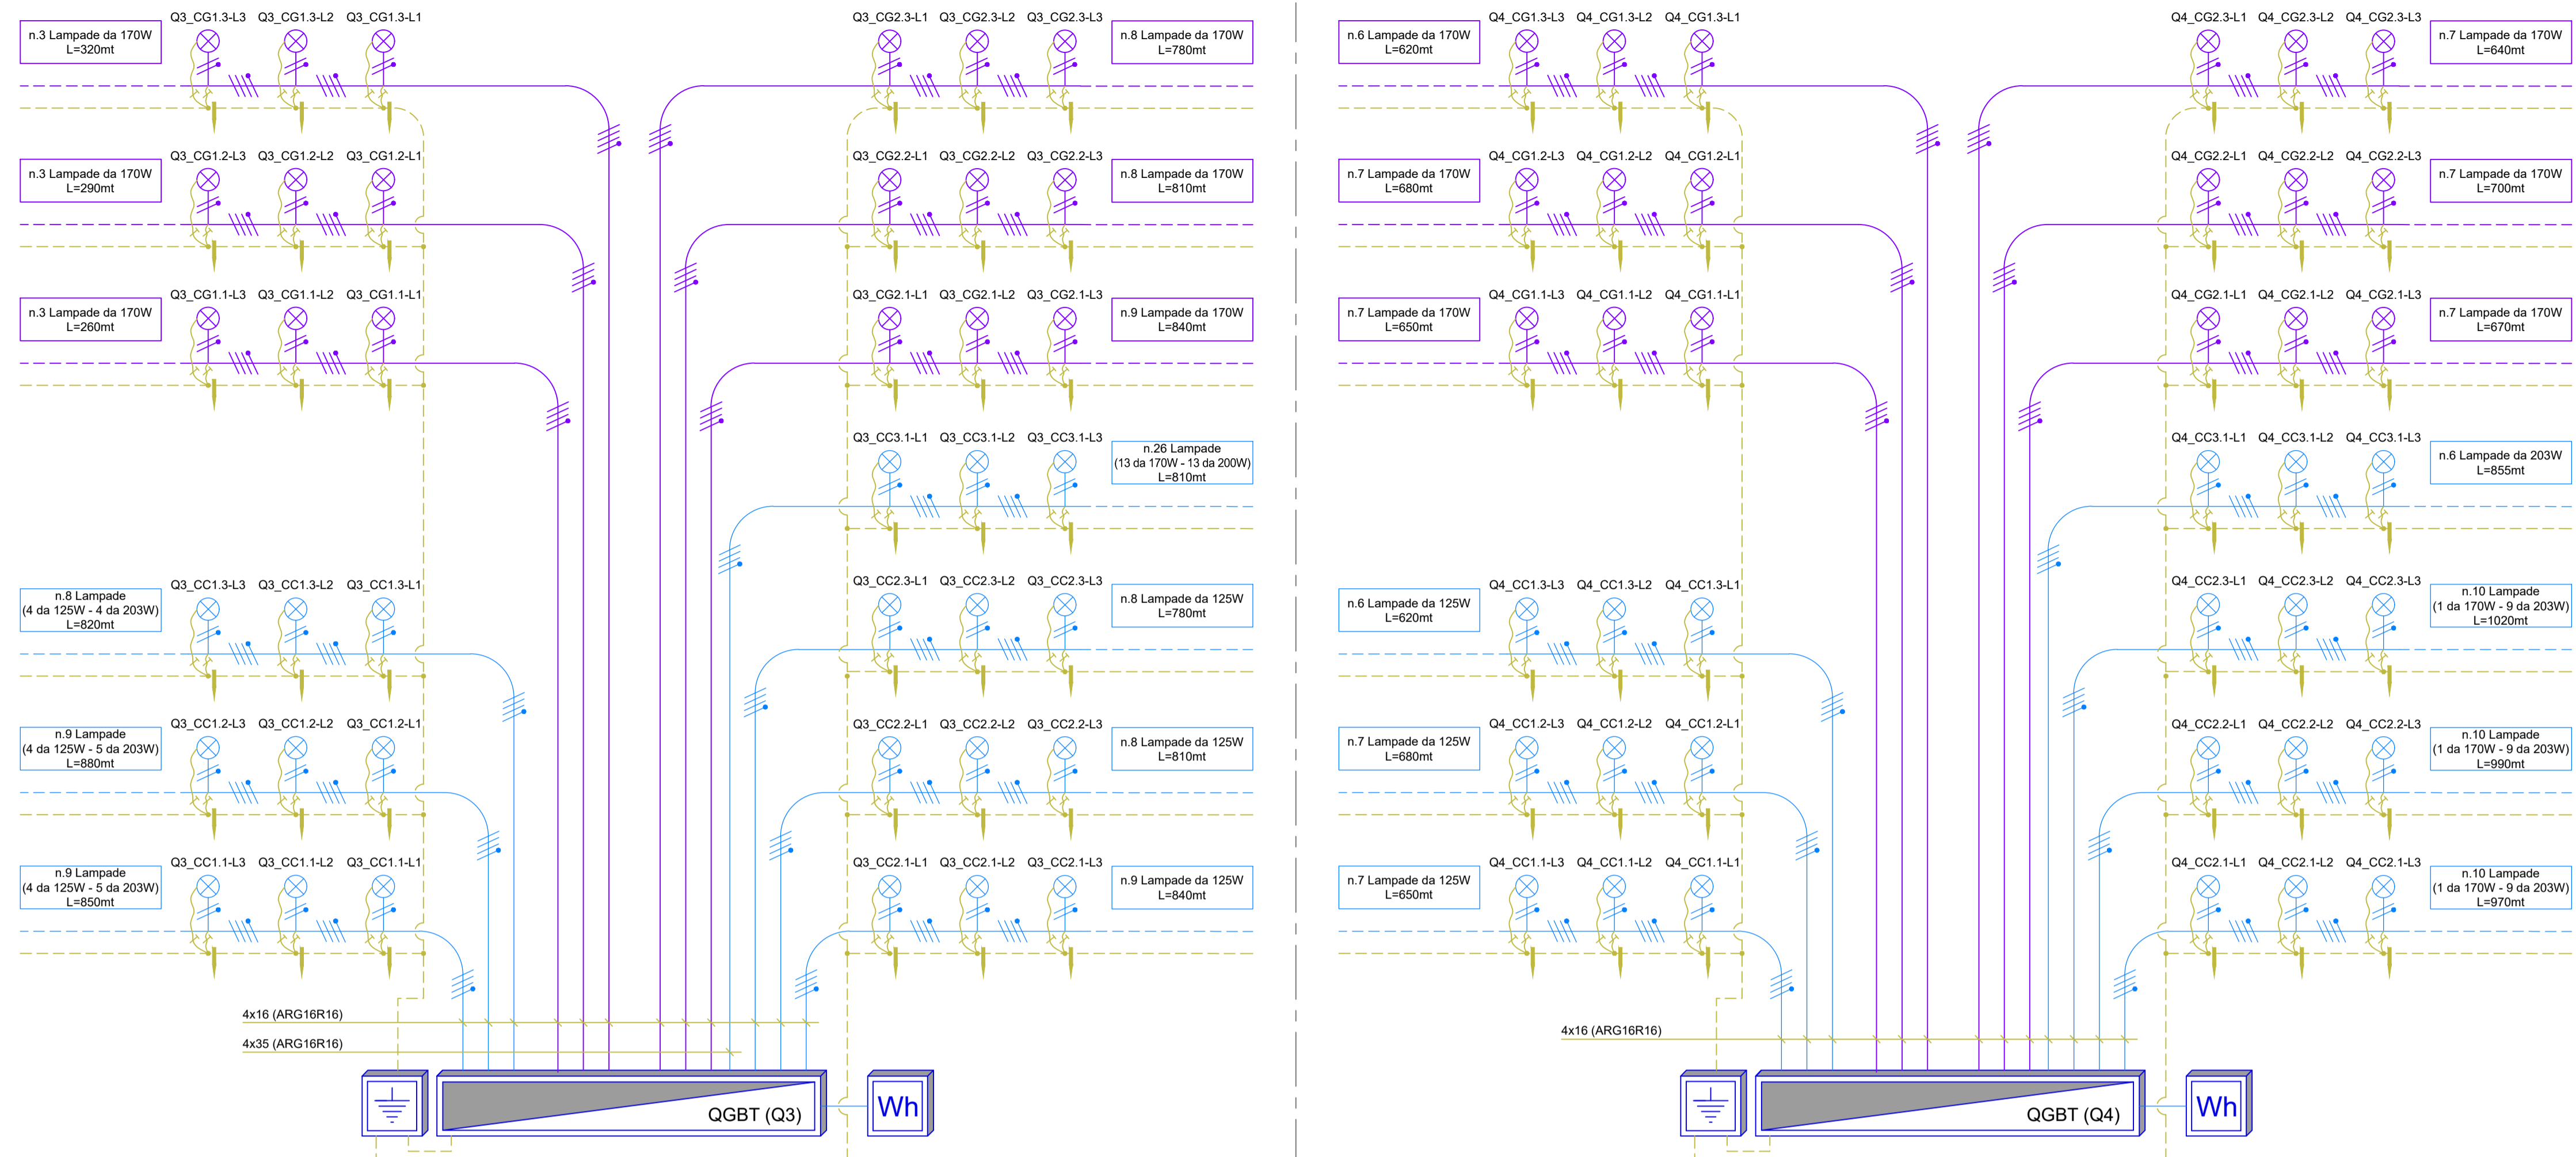 Q3_CG1.3-L3 Q3_CG1.3-L2 Q3_CG1.3-L1
n.3 Lampade da 170W
L=320mt
Q3_CG2.3-L1 Q3_CG2.3-L2 Q3_CG2.3-L3
n.8 Lampade da 170W
L=780mt
Q3_CG1.2-L3 Q3_CG1.2-L2 Q3_CG1.2-L1
n.3 Lampade da 170W
L=290mt
Q3_CG2.2-L1 Q3_CG2.2-L2 Q3_CG2.2-L3
n.8 Lampade da 170W
L=810mt
Q3_CG1.1-L3 Q3_CG1.1-L2 Q3_CG1.1-L1
n.3 Lampade da 170W
L=260mt
Q3_CG2.1-L1 Q3_CG2.1-L2 Q3_CG2.1-L3
n.9 Lampade da 170W
L=840mt
Q3_CC3.1-L1 Q3_CC3.1-L2 Q3_CC3.1-L3
n.26 Lampade
(13 da 170W - 13 da 200W)
L=810mt
Q3_CC1.3-L3 Q3_CC1.3-L2 Q3_CC1.3-L1
n.8 Lampade
(4 da 125W - 4 da 203W)
L=820mt
Q3_CC2.3-L1 Q3_CC2.3-L2 Q3_CC2.3-L3
n.8 Lampade da 125W
L=780mt
Q3_CC1.2-L3 Q3_CC1.2-L2 Q3_CC1.2-L1
n.9 Lampade
(4 da 125W - 5 da 203W)
L=880mt
Q3_CC2.2-L1 Q3_CC2.2-L2 Q3_CC2.2-L3
n.8 Lampade da 125W
L=810mt
Q3_CC1.1-L3 Q3_CC1.1-L2 Q3_CC1.1-L1
n.9 Lampade
(4 da 125W - 5 da 203W)
L=850mt
Q3_CC2.1-L1 Q3_CC2.1-L2 Q3_CC2.1-L3
n.9 Lampade da 125W
L=840mt
4x16 (ARG16R16)
4x35 (ARG16R16)
QGBT (Q3)
Wh
Q4_CG1.3-L3 Q4_CG1.3-L2 Q4_CG1.3-L1
n.6 Lampade da 170W
L=620mt
Q4_CG2.3-L1 Q4_CG2.3-L2 Q4_CG2.3-L3
n.7 Lampade da 170W
L=640mt
Q4_CG1.2-L3 Q4_CG1.2-L2 Q4_CG1.2-L1
n.7 Lampade da 170W
L=680mt
Q4_CG2.2-L1 Q4_CG2.2-L2 Q4_CG2.2-L3
n.7 Lampade da 170W
L=700mt
Q4_CG1.1-L3 Q4_CG1.1-L2 Q4_CG1.1-L1
n.7 Lampade da 170W
L=650mt
Q4_CG2.1-L1 Q4_CG2.1-L2 Q4_CG2.1-L3
n.7 Lampade da 170W
L=670mt
Q4_CC3.1-L1 Q4_CC3.1-L2 Q4_CC3.1-L3
n.6 Lampade da 203W
L=855mt
Q4_CC1.3-L3 Q4_CC1.3-L2 Q4_CC1.3-L1
n.6 Lampade da 125W
L=620mt
Q4_CC2.3-L1 Q4_CC2.3-L2 Q4_CC2.3-L3
n.10 Lampade
(1 da 170W - 9 da 203W)
L=1020mt
Q4_CC1.2-L3 Q4_CC1.2-L2 Q4_CC1.2-L1
n.7 Lampade da 125W
L=680mt
Q4_CC2.2-L1 Q4_CC2.2-L2 Q4_CC2.2-L3
n.10 Lampade
(1 da 170W - 9 da 203W)
L=990mt
Q4_CC1.1-L3 Q4_CC1.1-L2 Q4_CC1.1-L1
n.7 Lampade da 125W
L=650mt
Q4_CC2.1-L1 Q4_CC2.1-L2 Q4_CC2.1-L3
n.10 Lampade
(1 da 170W - 9 da 203W)
L=970mt
4x16 (ARG16R16)
QGBT (Q4)
Wh